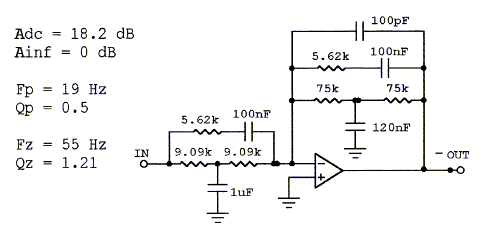 Adc = 18.2 dB
Ainf = 0 dB
Fp = 19 Hz
Qp = 0.5
Fz = 55 Hz
Qz = 1.21
100pF
5.62k 100nF
75k 75k
120nF
5.62k 100nF
IN 9.09k 9.09k
1uF
-
+
- OUT